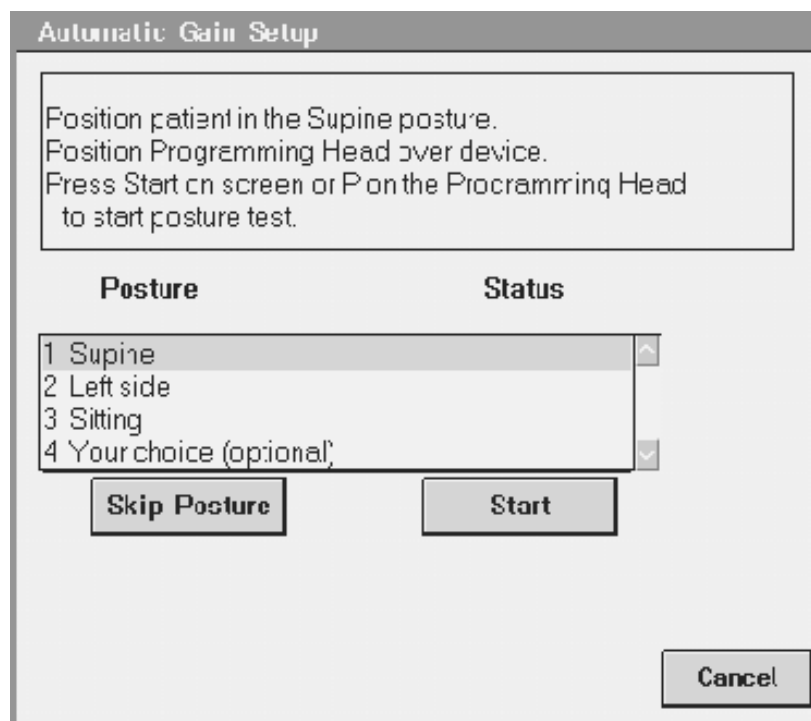 Automatic Gain Setup
Position patient in the Supine posture.
Position Programming Head over device.
Press Start on screen or P on the Programming Head
to start posture test.
Posture Status
1 Supine
2 Left side
3 Sitting
4 Your choice (optional)
Skip Posture Start
Cancel